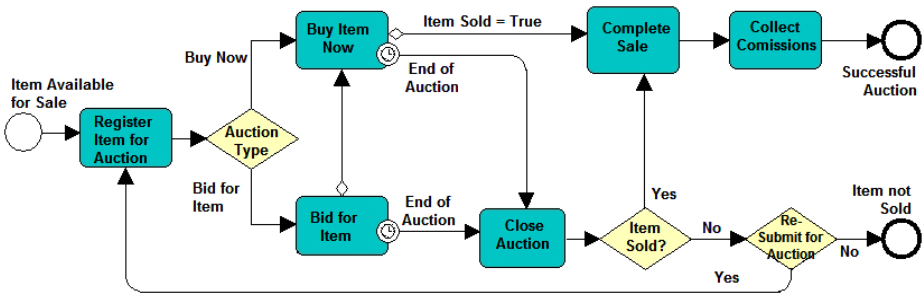 Item Available
for Sale
Register
Item for
Auction
Auction
Type
Buy Now
Bid for
Item
Buy Item
Now
Item Sold = True
End of
Auction
Bid for
Item
End of
Auction
Close
Auction
Complete
Sale
Collect
Comissions
Successful
Auction
Item
Sold?
Yes
No
Re-
Submit for
Auction
No
Yes
Item not
Sold